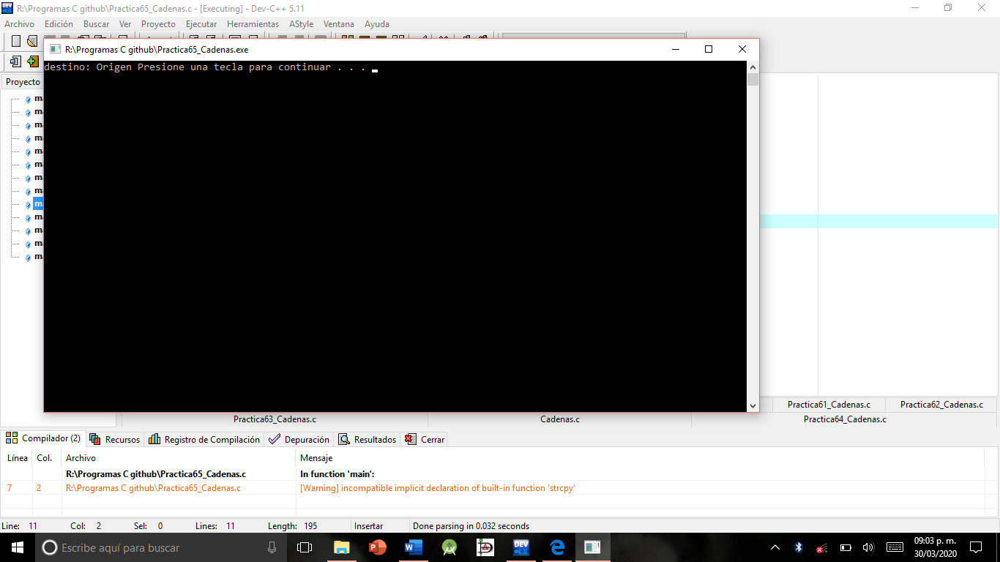 R:\Programas C github\Practica65_Cadenas.c - [Executing] - Dev-C++ 5.11
Archivo Edición Buscar Ver Proyecto Ejecutar Herramientas AStyle Ventana Ayuda
R:\Programas C github\Practica65_Cadenas.exe
destino: Origen Presione una tecla para continuar . . .
Proyecto
Practica61_Cadenas.c Practica62_Cadenas.c
Practica63_Cadenas.c Cadenas.c Practica64_Cadenas.c
Compilador (2) Recursos Registro de Compilación Depuración Resultados Cerrar
Línea Col. Archivo Mensaje
R:\Programas C github\Practica65_Cadenas.c In function 'main':
7 2 R:\Programas C github\Practica65_Cadenas.c [Warning] incompatible implicit declaration of built-in function 'strcpy'
Line: 11 Col: 2 Sel: 0 Lines: 11 Length: 195 Insertar Done parsing in 0.032 seconds
Escribe aquí para buscar
09:03 p. m.
30/03/2020